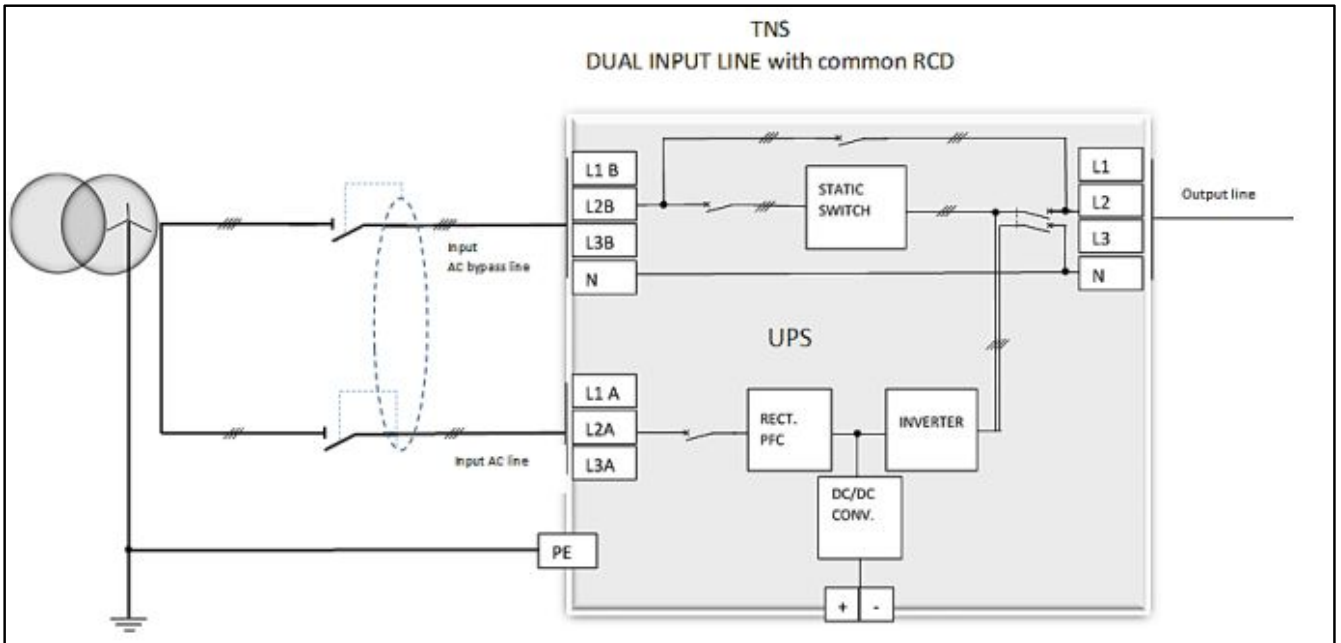 TNS
DUAL INPUT LINE with common RCD
L1 B
L2B
L3B
N
Input
AC bypass line
STATIC
SWITCH
L1
L2
L3
N
Output line
UPS
L1 A
L2A
L3A
Input AC line
RECT.
PFC
INVERTER
DC/DC
CONV.
PE
+
-